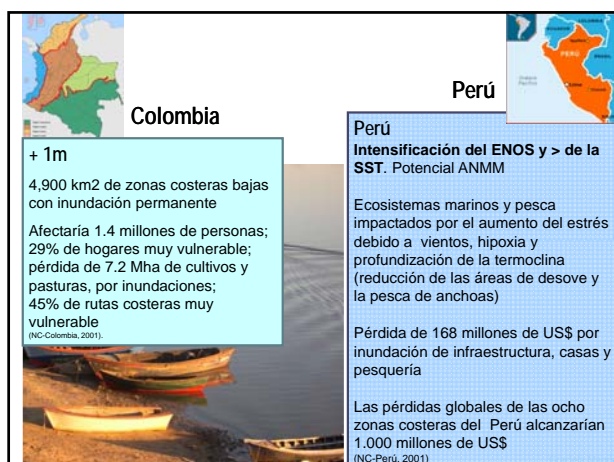 Colombia
+ 1m
4,900 km2 de zonas costeras bajas
con inundación permanente
Afectaría 1.4 millones de personas;
29% de hogares muy vulnerable;
pérdida de 7.2 Mha de cultivos y
pasturas, por inundaciones;
45% de rutas costeras muy
vulnerable
(NC-Colombia, 2001).
Perú
Perú
Intensificación del ENOS y > de la
SST. Potencial ANMM
Ecosistemas marinos y pesca
impactados por el aumento del estrés
debido a vientos, hipoxia y
profundización de la termoclina
(reducción de las áreas de desove y
la pesca de anchoas)
Pérdida de 168 millones de US$ por
inundación de infraestructura, casas y
pesquería
Las pérdidas globales de las ocho
zonas costeras del Perú alcanzarían
1.000 millones de US$
(NC-Perú, 2001)
PERÚ